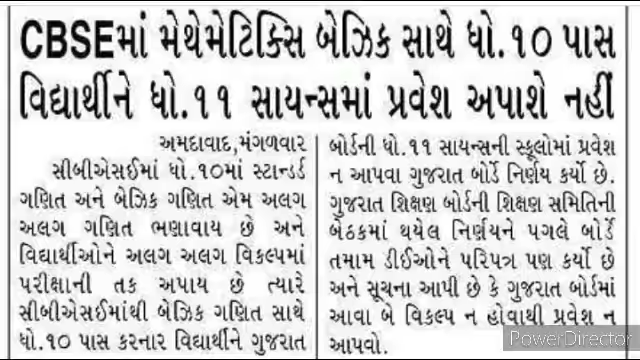 CBSEમાં મેથેમેટિક્સ બેઝિક સાથે ધો.૧૦ પાસ
વિદ્યાર્થીને ધો.૧૧ સાયન્સમાં પ્રવેશ અપાશે નહીં
અમદાવાદ,મંગળવાર
સીબીએસઈમાં ધો.૧૦માં સ્ટાન્ડર્ડ
ગણિત અને બેઝિક ગણિત એમ અલગ
અલગ ગણિત ભણાવાય છે અને
વિદ્યાર્થીઓને અલગ અલગ વિકલ્પમાં
પરીક્ષાની તક અપાય છે ત્યારે
સીબીએસઈમાંથી બેઝિક ગણિત સાથે
ધો.૧૦ પાસ કરનાર વિદ્યાર્થીને ગુજરાત
બોર્ડની ધો.૧૧ સાયન્સની સ્કૂલોમાં પ્રવેશ
ન આપવા ગુજરાત બોર્ડે નિર્ણય કર્યો છે.
ગુજરાત શિક્ષણ બોર્ડની શિક્ષણ સમિતિની
બેઠકમાં થયેલ નિર્ણયને પગલે બોર્ડે
તમામ ડીઈઓને પરિપત્ર પણ કર્યો છે
અને સૂચના આપી છે કે ગુજરાત બોર્ડમાં
આવા બે વિકલ્પ ન હોવાથી પ્રવેશ ન
આપવો.
PowerDirector